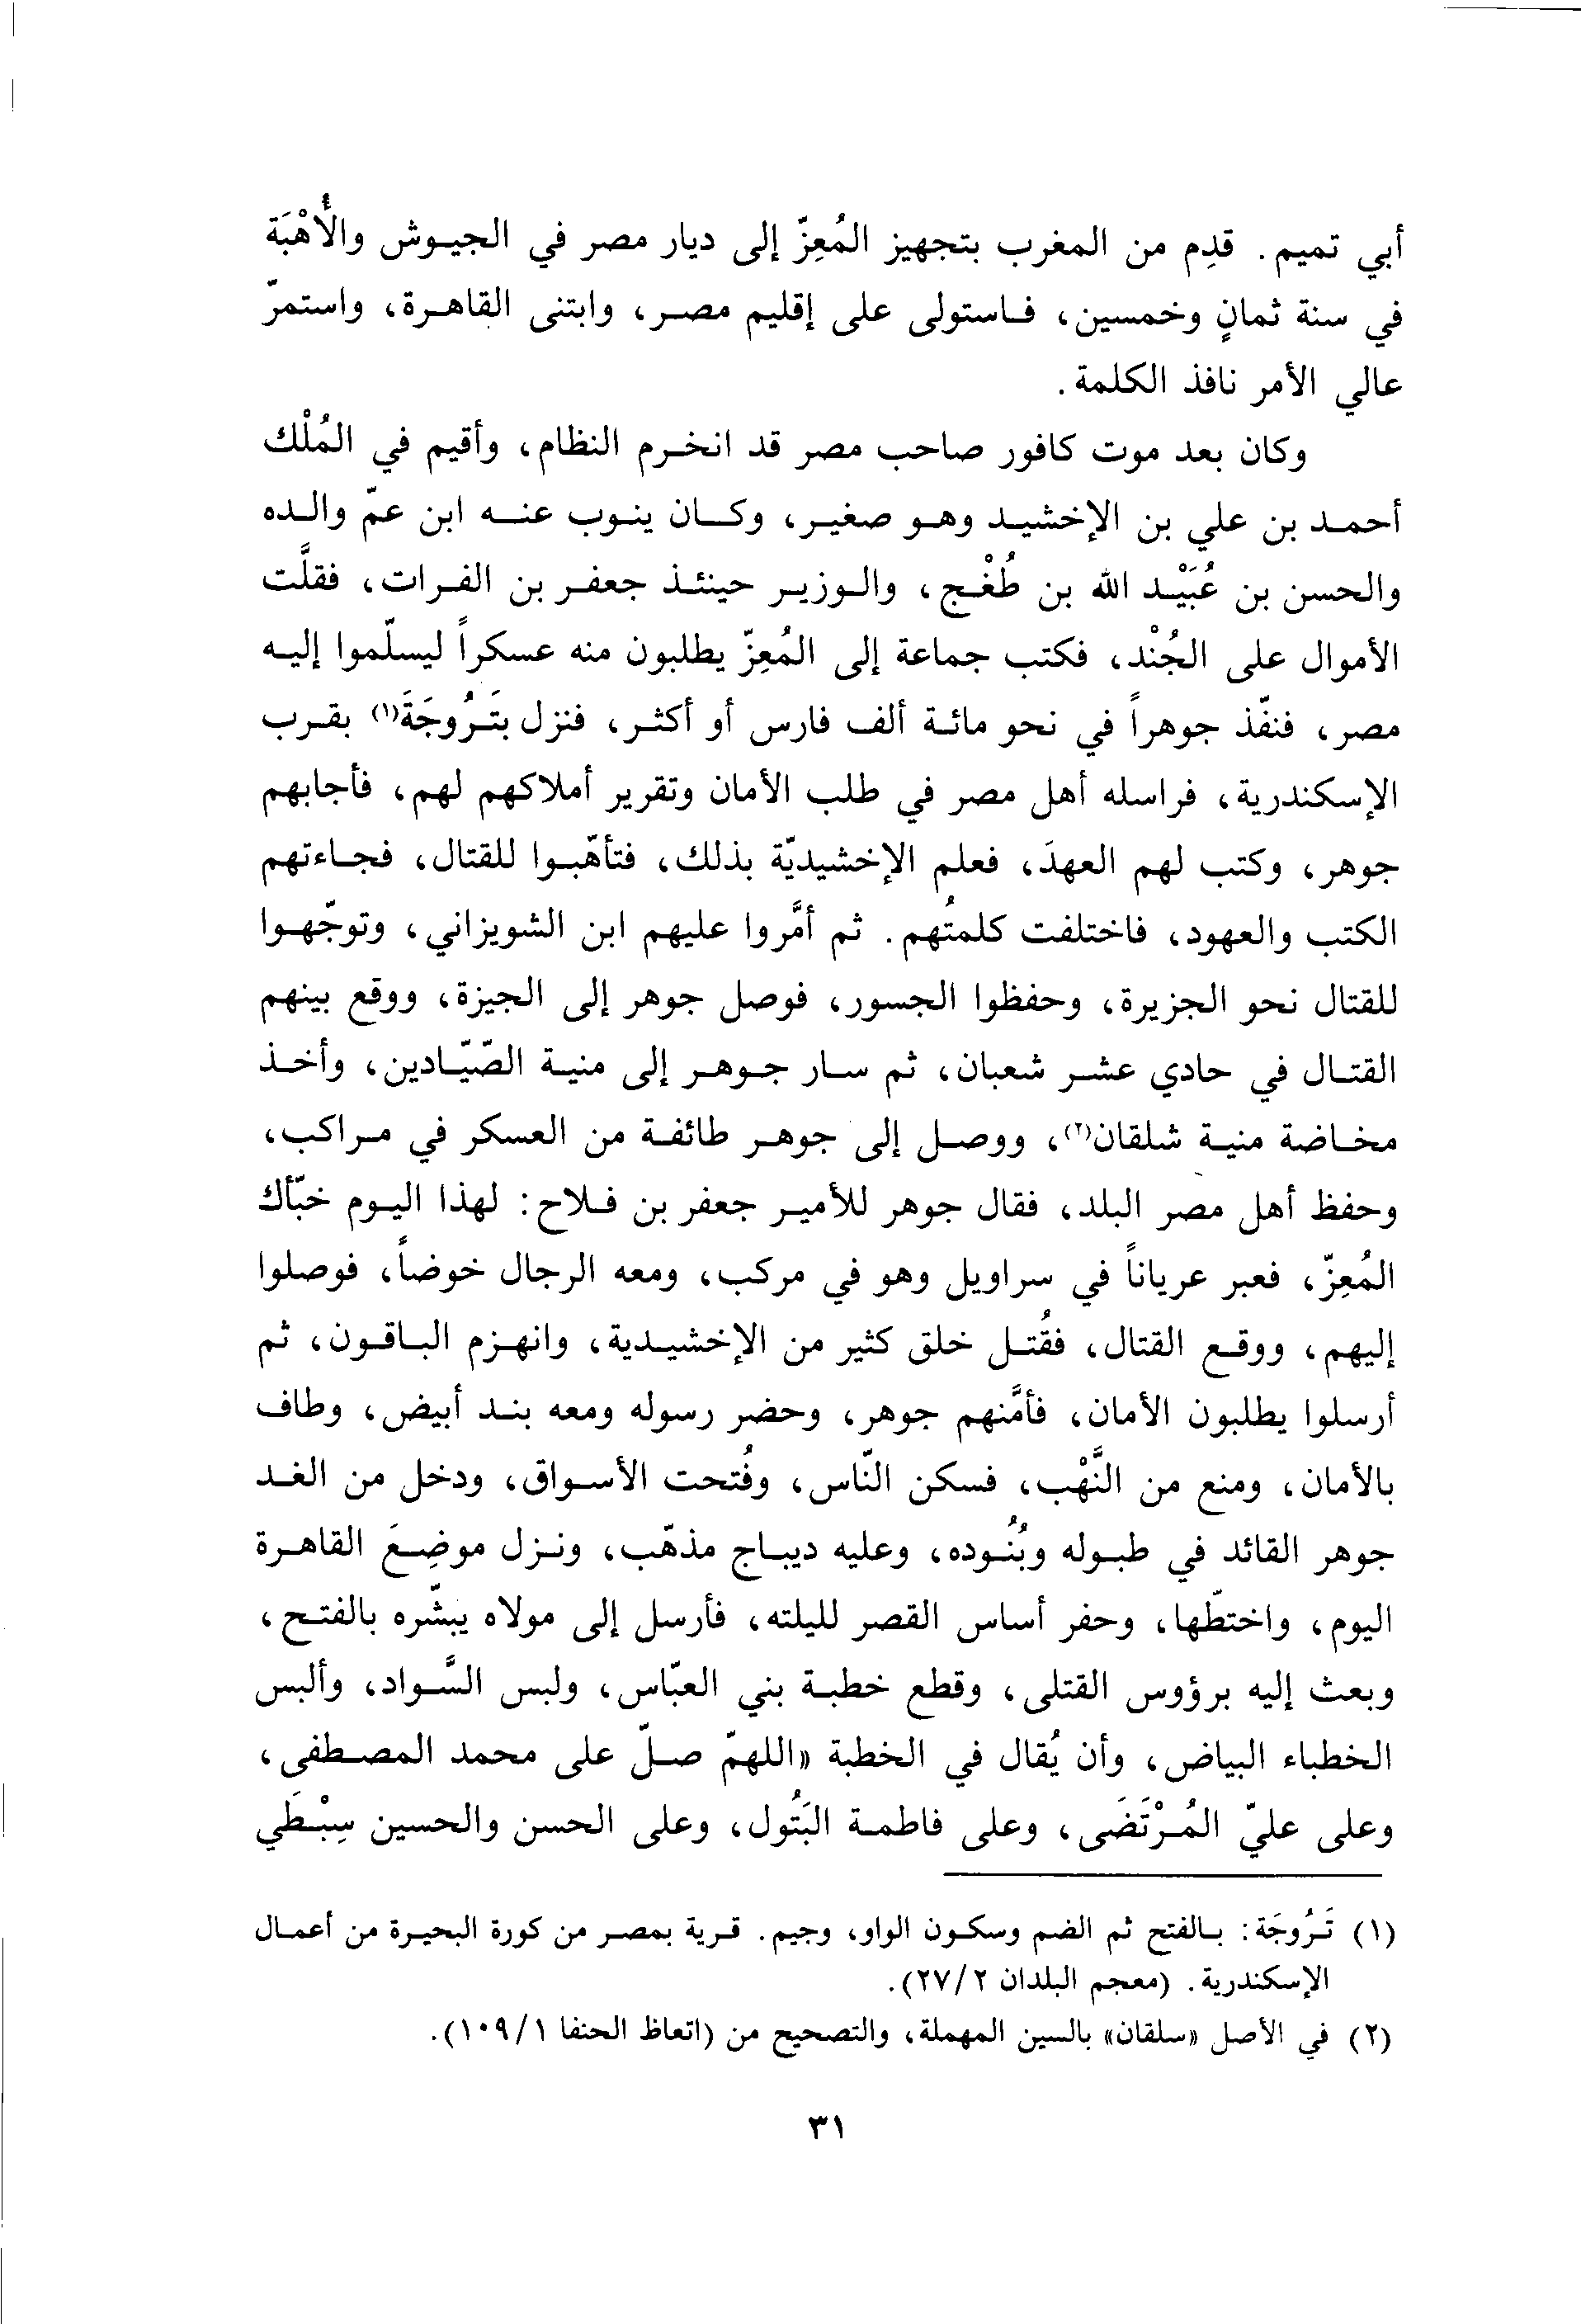 أبي تميم. قدِم من المغرب بتجهيز المُعِزّ إلى ديار مصر في الجيوش والأُهْبَة
في سنة ثمانٍ وخمسين، فاستولى على إقليم مصر، وابتنى القاهرة، واستمرّ
عالي الأمر نافذ الكلمة.
وكان بعد موت كافور صاحب مصر قد انخرم النظام، وأقيم في المُلْك
أحمد بن علي بن الإخشيد وهو صغير، وكان ينوب عنه ابن عمّ والده
والحسن بن عُبَيْد الله بن طُغْج، والوزير حينئذ جعفر بن الفرات، فقلَّت
الأموال على الجُنْد، فكتب جماعة إلى المُعِزّ يطلبون منه عسكراً ليسلّموا إليه
مصر، فنفّذ جوهراً في نحو مائة ألف فارس أو أكثر، فنزل بتَرُوجَةَ(١) بقرب
الإسكندرية، فراسله أهل مصر في طلب الأمان وتقرير أملاكهم لهم، فأجابهم
جوهر، وكتب لهم العهدَ، فعلم الإخشيديّة بذلك، فتأهّبوا للقتال، فجاءتهم
الكتب والعهود، فاختلفت كلمتُهم. ثم أمَّروا عليهم ابن الشويزاني، وتوجّهوا
للقتال نحو الجزيرة، وحفظوا الجسور، فوصل جوهر إلى الجيزة، ووقع بينهم
القتال في حادي عشر شعبان، ثم سار جوهر إلى منية الصّيّادين، وأخذ
مخاضة منية شلقان(٢)، ووصل إلى جوهر طائفة من العسكر في مراكب،
وحفظ أهل مصر البلد، فقال جوهر للأمير جعفر بن فلاح: لهذا اليوم خبّأك
المُعِزّ، فعبر عرياناً في سراويل وهو في مركب، ومعه الرجال خوضاً، فوصلوا
إليهم، ووقع القتال، فقُتل خلق كثير من الإخشيدية، وانهزم الباقون، ثم
أرسلوا يطلبون الأمان، فأمَّنهم جوهر، وحضر رسوله ومعه بند أبيض، وطاف
بالأمان، ومنع من النَّهْب، فسكن النّاس، وفُتحت الأسواق، ودخل من الغد
جوهر القائد في طبوله وبُنُوده، وعليه ديباج مذهّب، ونزل موضِعَ القاهرة
اليوم، واختطّها، وحفر أساس القصر لليلته، فأرسل إلى مولاه يبشّره بالفتح،
وبعث إليه برؤوس القتلى، وقطع خطبة بني العبّاس، ولبس السَّواد، وألبس
الخطباء البياض، وأن يُقال في الخطبة «اللهمّ صلّ على محمد المصطفى،
وعلى عليّ المُرْتَضَى، وعلى فاطمة البَتُول، وعلى الحسن والحسين سِبْطَي
(١) تَرُوجَة: بالفتح ثم الضم وسكون الواو، وجيم. قرية بمصر من كورة البحيرة من أعمال
الإسكندرية. (معجم البلدان ٢٧/٢).
(٢) في الأصل «سلقان» بالسين المهملة، والتصحيح من (اتعاظ الحنفا ١٠٩/١).
٣١